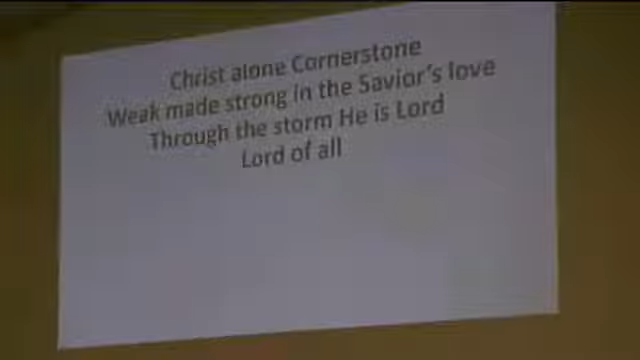 Christ alone Cornerstone
Weak made strong in the Savior's love
Through the storm He is Lord
Lord of all